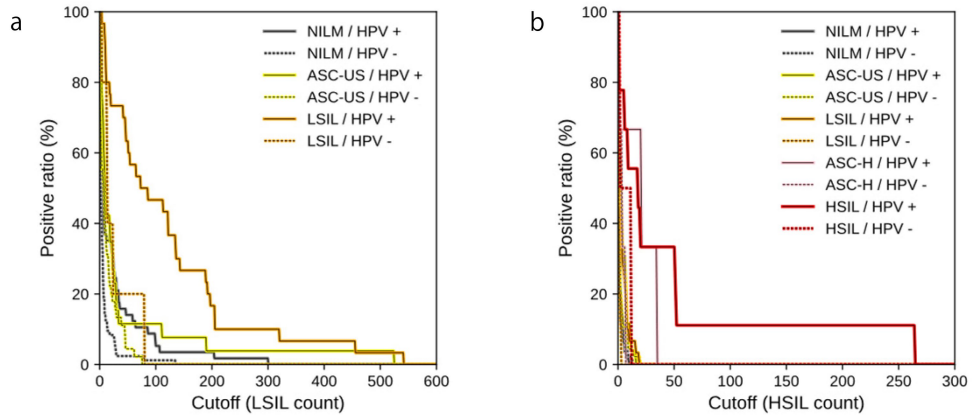 a
100
80
60
40
20
0
Positive ratio (%)
NILM / HPV +
NILM / HPV -
ASC-US / HPV +
ASC-US / HPV -
LSIL / HPV +
LSIL / HPV -
0 100 200 300 400 500 600
Cutoff (LSIL count)
b
100
80
60
40
20
0
Positive ratio (%)
NILM / HPV +
NILM / HPV -
ASC-US / HPV +
ASC-US / HPV -
LSIL / HPV +
LSIL / HPV -
ASC-H / HPV +
ASC-H / HPV -
HSIL / HPV +
HSIL / HPV -
0 50 100 150 200 250 300
Cutoff (HSIL count)